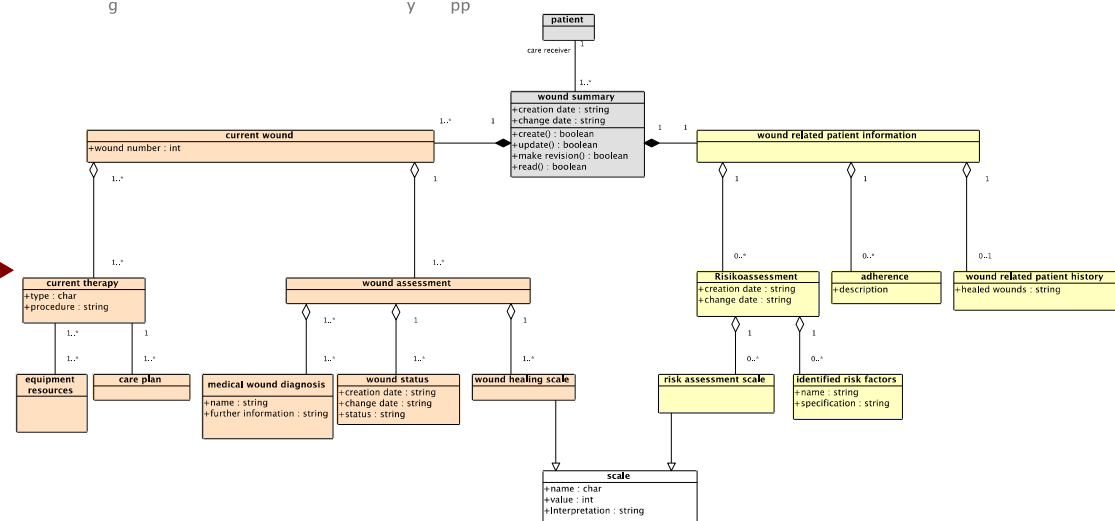 g y pp
patient
1
care receiver
1..*
wound summary
+creation date : string
+change date : string
+create() : boolean
+update() : boolean
+make revision() : boolean
+read() : boolean
1..* 1
1 1
current wound
+wound number : int
wound related patient information
1..*
1
1
1
1
1..*
1..*
0..*
0..*
0..1
current therapy
+type : char
+procedure : string
wound assessment
Risikoassessment
+creation date : string
+change date : string
adherence
+description
wound related patient history
+healed wounds : string
1..*
1
1
1
1
1
1
1..*
1..*
1..*
1..*
1..*
0..*
0..*
equipment
resources
care plan
medical wound diagnosis
+name : string
+further information : string
wound status
+creation date : string
+change date : string
+status : string
wound healing scale
risk assessment scale
identified risk factors
+name : string
+specification : string
scale
+name : char
+value : int
+Interpretation : string